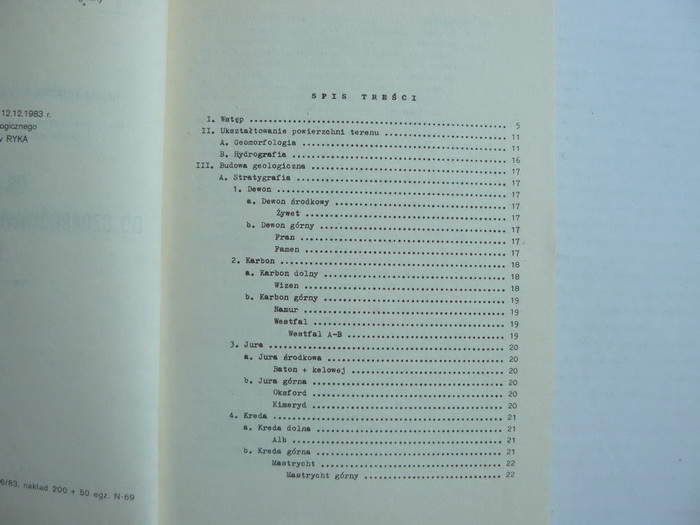 12.12.1983 r.
ogicznego
RYKA
6/83, nakład 200 + 50 egz. N-69
SPIS TREŚCI
I. Wstęp 5
II. Ukształtowanie powierzchni terenu 11
A. Geomorfologia 11
B. Hydrografia 16
III. Budowa geologiczna 17
A. Stratygrafia 17
1. Dewon 17
a. Dewon środkowy 17
Żywet 17
b. Dewon górny 17
Fran 17
Famen 17
2. Karbon 18
a. Karbon dolny 18
Wizen 18
b. Karbon górny 19
Namur 19
Westfal 19
Westfal A-B 19
3. Jura 20
a. Jura środkowa 20
Baton + kelowej 20
b. Jura górna 20
Oksford 20
Kimeryd 20
4. Kreda 21
a. Kreda dolna 21
Alb 21
b. Kreda górna 21
Mastrycht 22
Mastrycht górny 22